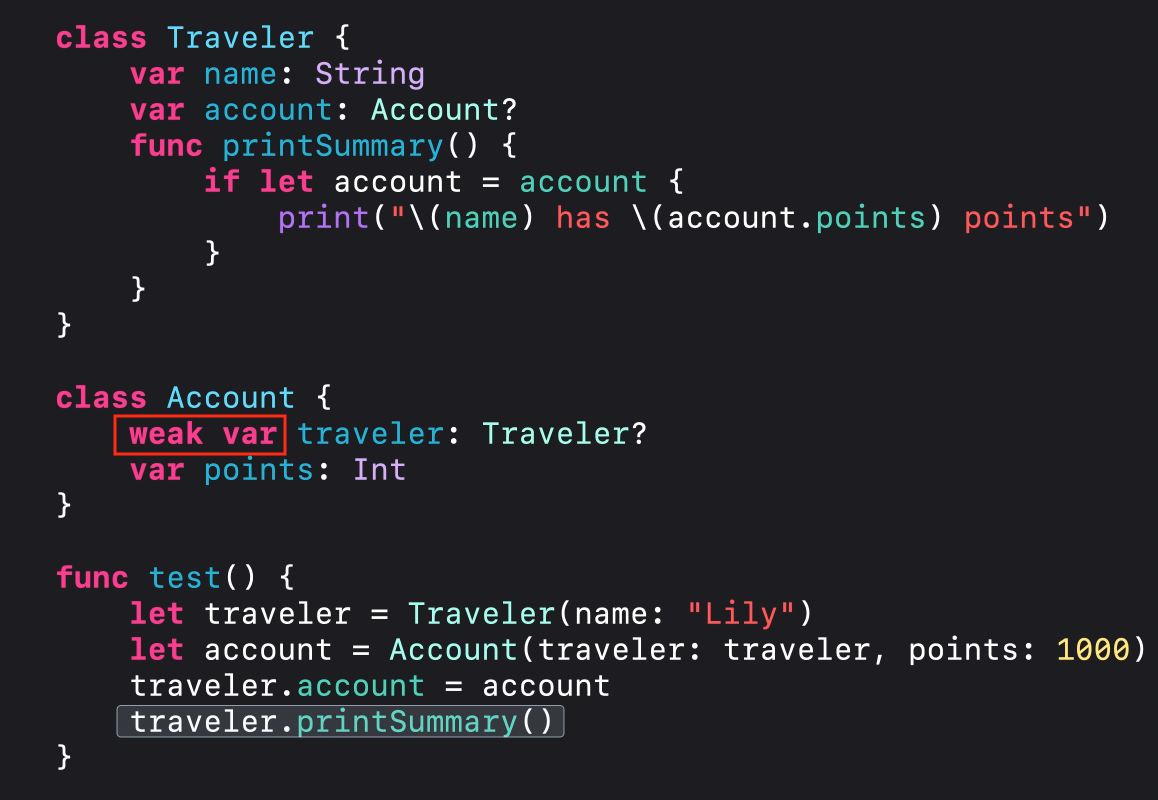 class Traveler {
    var name: String
    var account: Account?
    func printSummary() {
        if let account = account {
            print("\(name) has \(account.points) points")
        }
    }
}

class Account {
    weak var traveler: Traveler?
    var points: Int
}

func test() {
    let traveler = Traveler(name: "Lily")
    let account = Account(traveler: traveler, points: 1000)
    traveler.account = account
    traveler.printSummary()
}